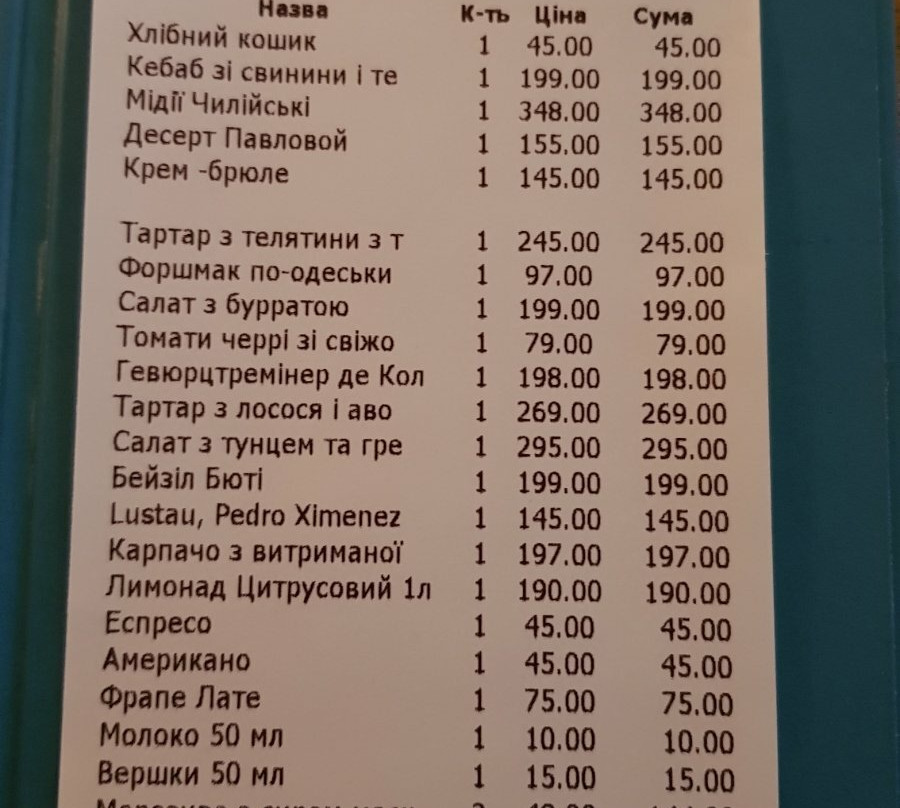 Назва К-ть Ціна Сума
Хлібний кошик 1 45.00 45.00
Кебаб зі свинини і те 1 199.00 199.00
Мідії Чилійські 1 348.00 348.00
Десерт Павловой 1 155.00 155.00
Крем -брюле 1 145.00 145.00
Тартар з телятини з т 1 245.00 245.00
Форшмак по-одеськи 1 97.00 97.00
Салат з бурратою 1 199.00 199.00
Томати черрі зі свіжо 1 79.00 79.00
Гевюрцтремінер де Кол 1 198.00 198.00
Тартар з лосося і аво 1 269.00 269.00
Салат з тунцем та гре 1 295.00 295.00
Бейзіл Бюті 1 199.00 199.00
Lustau, Pedro Ximenez 1 145.00 145.00
Карпачо з витриманої 1 197.00 197.00
Лимонад Цитрусовий 1л 1 190.00 190.00
Еспресо 1 45.00 45.00
Американо 1 45.00 45.00
Фрапе Лате 1 75.00 75.00
Молоко 50 мл 1 10.00 10.00
Вершки 50 мл 1 15.00 15.00